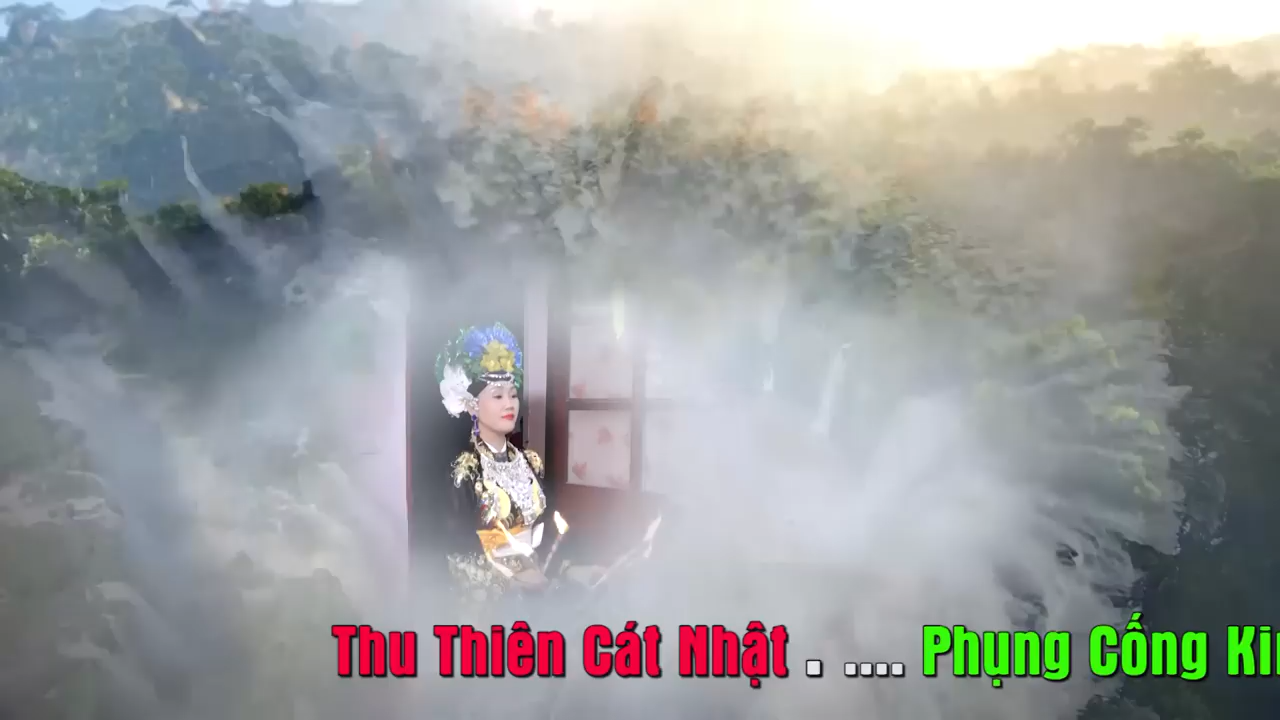 Thu Thiên Cát Nhật . .... Phụng Cống